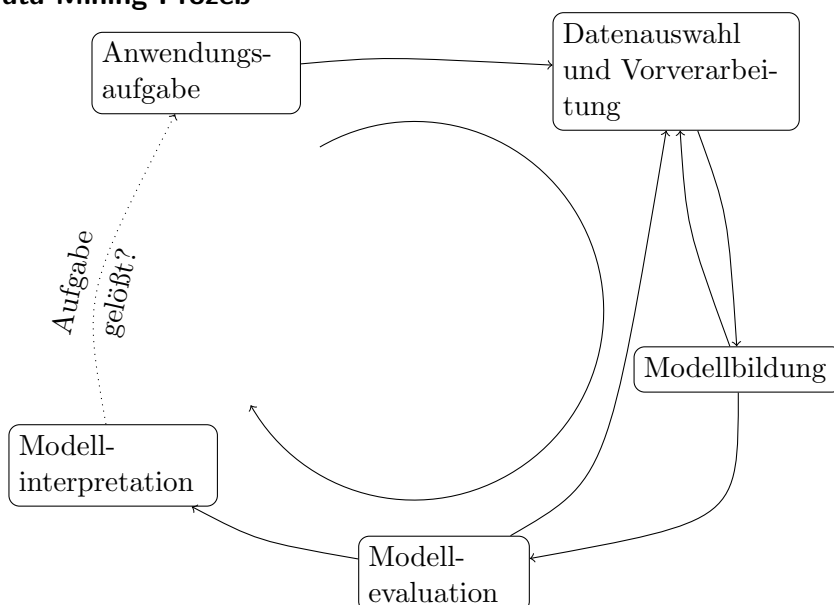 Data-Mining Prozeß
Anwendungs-
aufgabe
Datenauswahl
und Vorverarbei-
tung
Aufgabe
gelößt?
Modellbildung
Modell-
interpretation
Modell-
evaluation